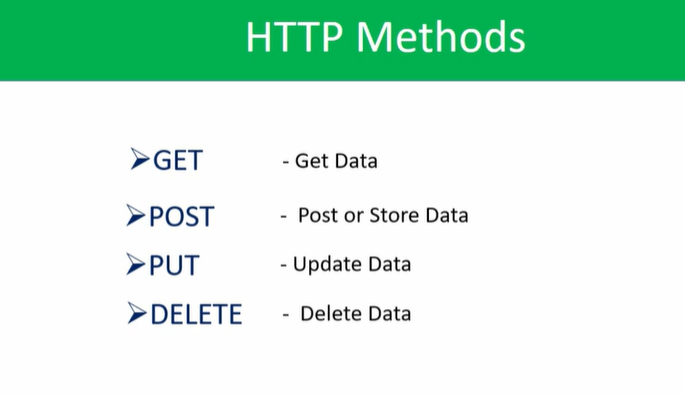 HTTP Methods
➢GET - Get Data
➢POST - Post or Store Data
➢PUT - Update Data
➢DELETE - Delete Data